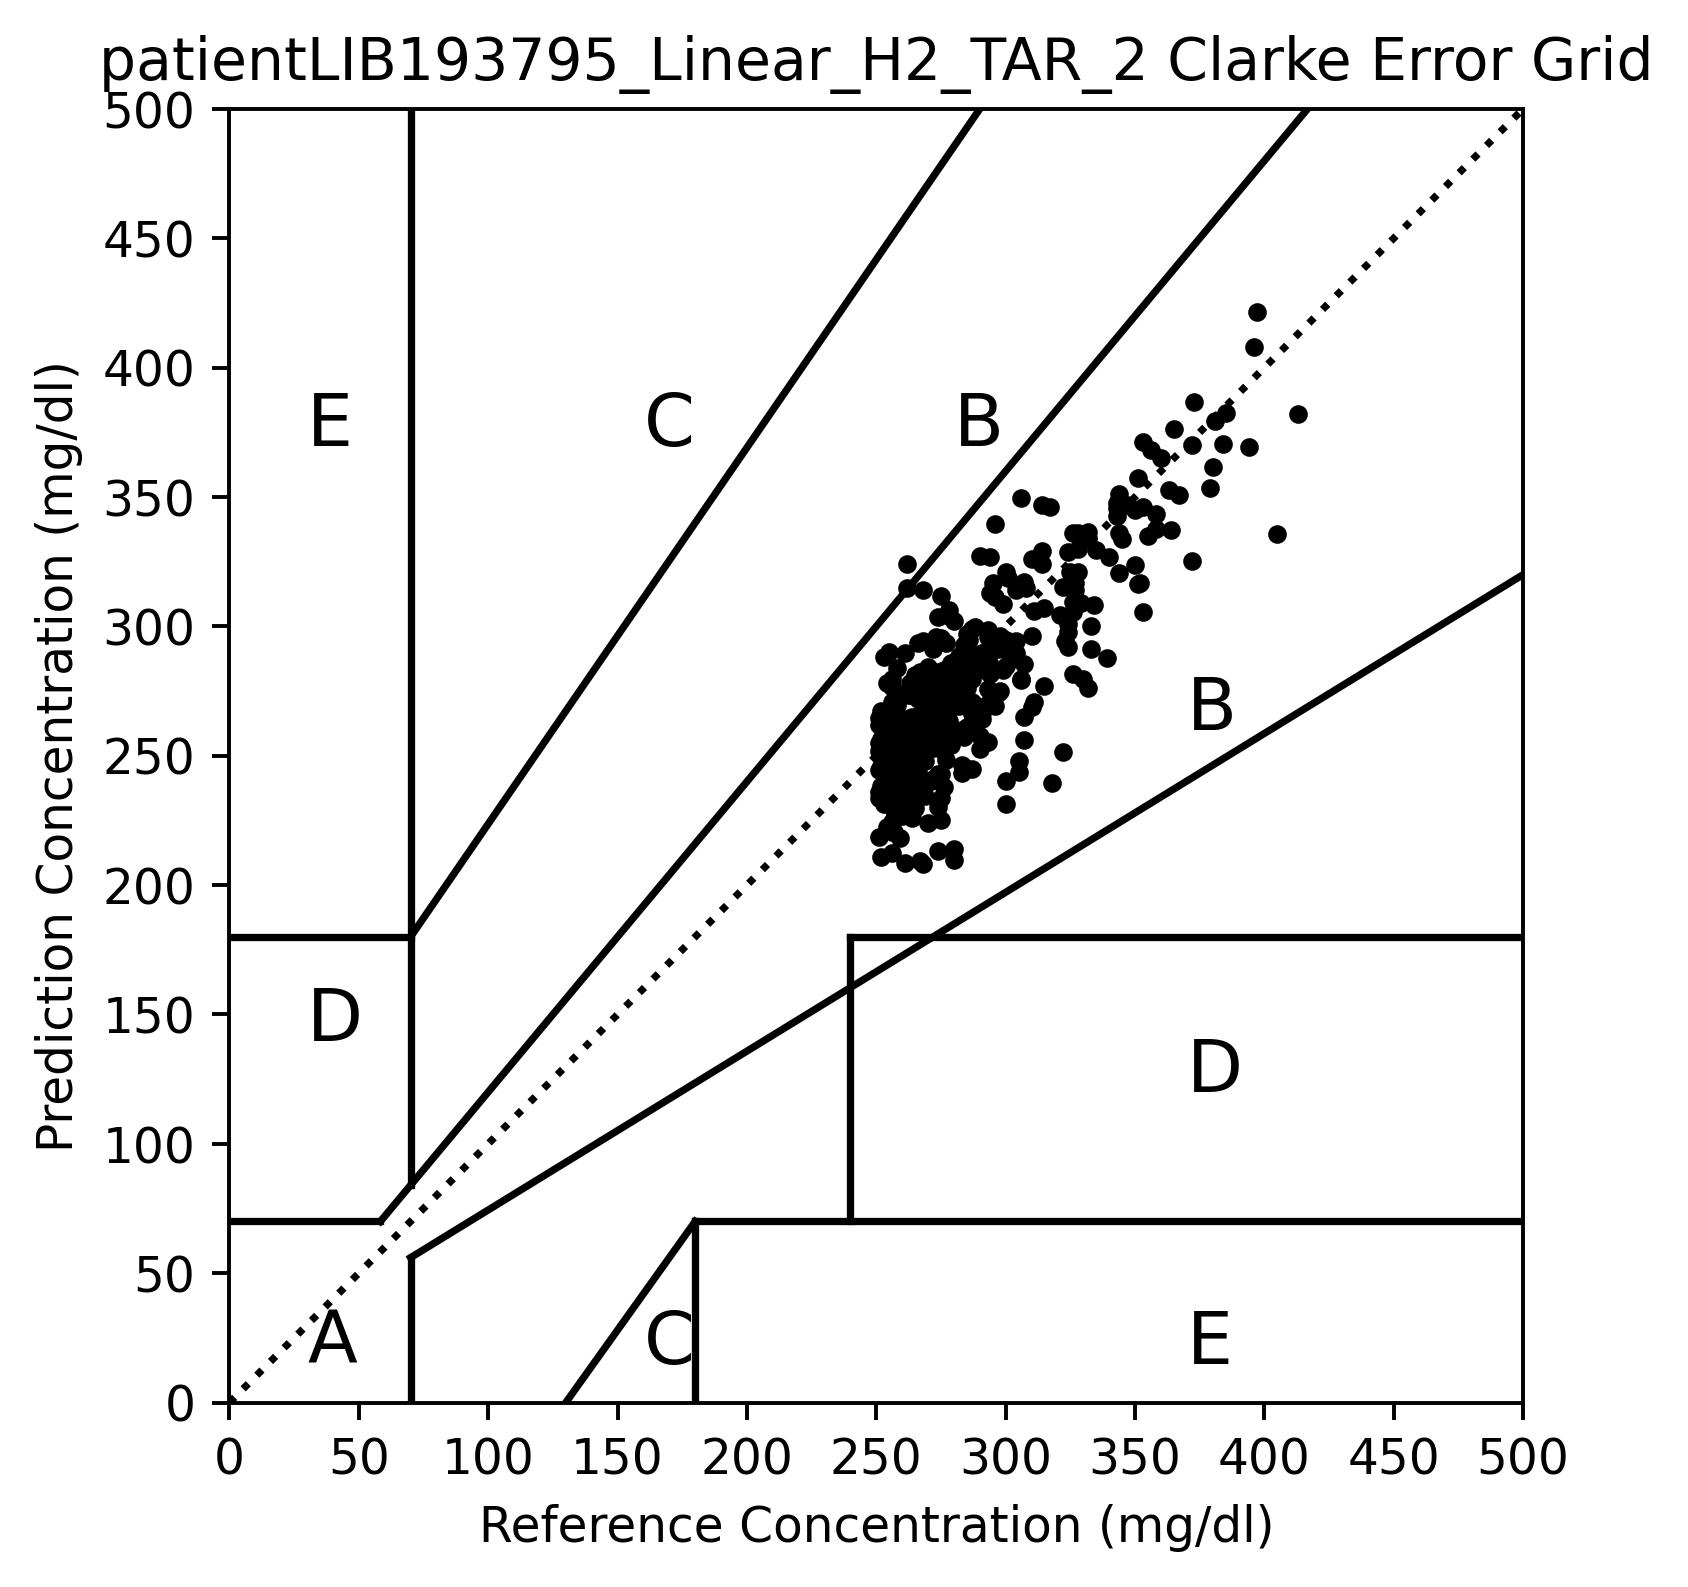 patientLIB193795_Linear_H2_TAR_2 Clarke Error Grid
Prediction Concentration (mg/dl)
500
450
400
350
300
250
200
150
100
50
0
E
C
B
B
D
D
A
C
E
0 50 100 150 200 250 300 350 400 450 500
Reference Concentration (mg/dl)